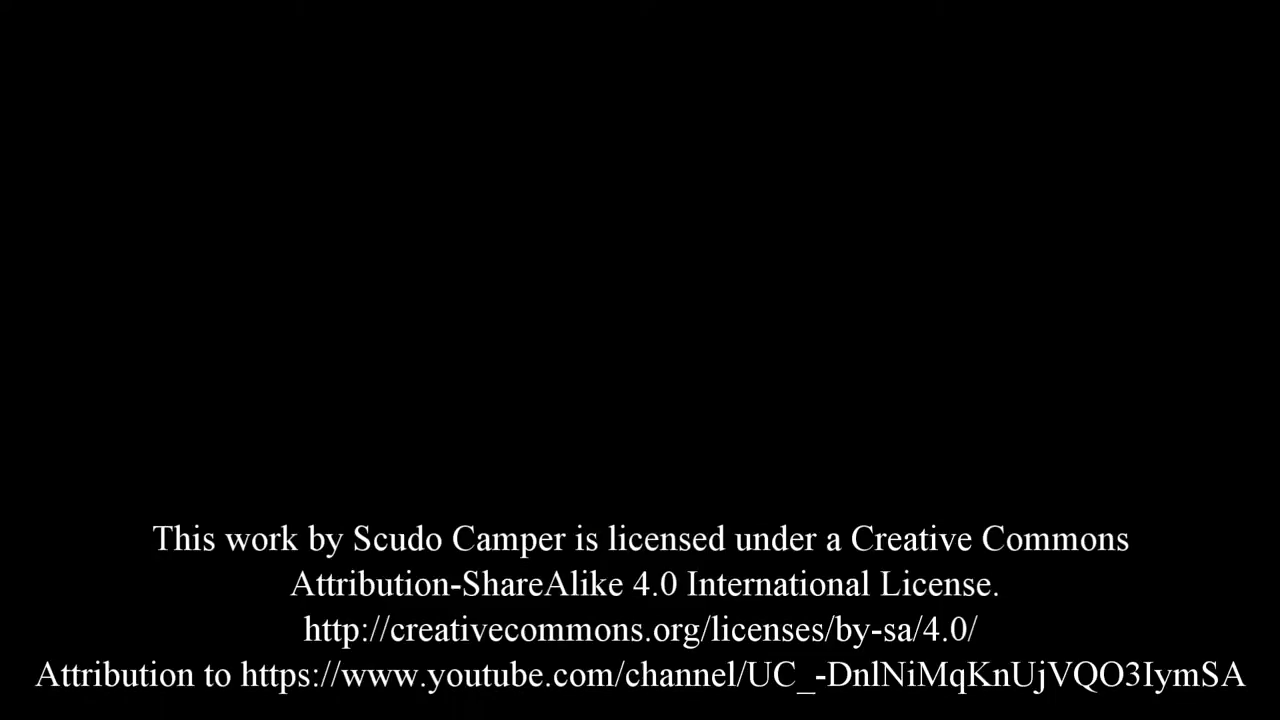 This work by Scudo Camper is licensed under a Creative Commons
Attribution-ShareAlike 4.0 International License.
http://creativecommons.org/licenses/by-sa/4.0/
Attribution to https://www.youtube.com/channel/UC_-DnlNiMqKnUjVQO3IymSA